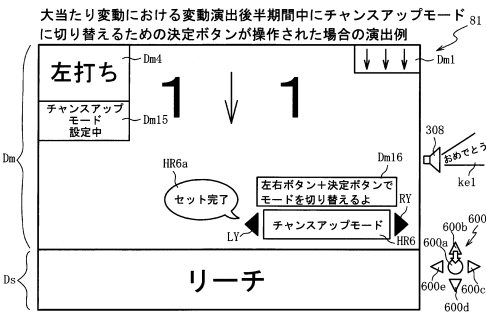 大当たり変動における変動演出後半期間中にチャンスアップモード
に切り替えるための決定ボタンが操作された場合の演出例
81
左打ち
Dm4
1
1
Dm1
チャンスアップ
モード
設定中
Dm15
308
おめでとう
ke1
Dm
HR6a
セット完了
Dm16
左右ボタン＋決定ボタンで
モードを切り替えるよ
RY
LY
チャンスアップモード
HR6
600
600b
600a
600e
600c
600d
Ds
リーチ